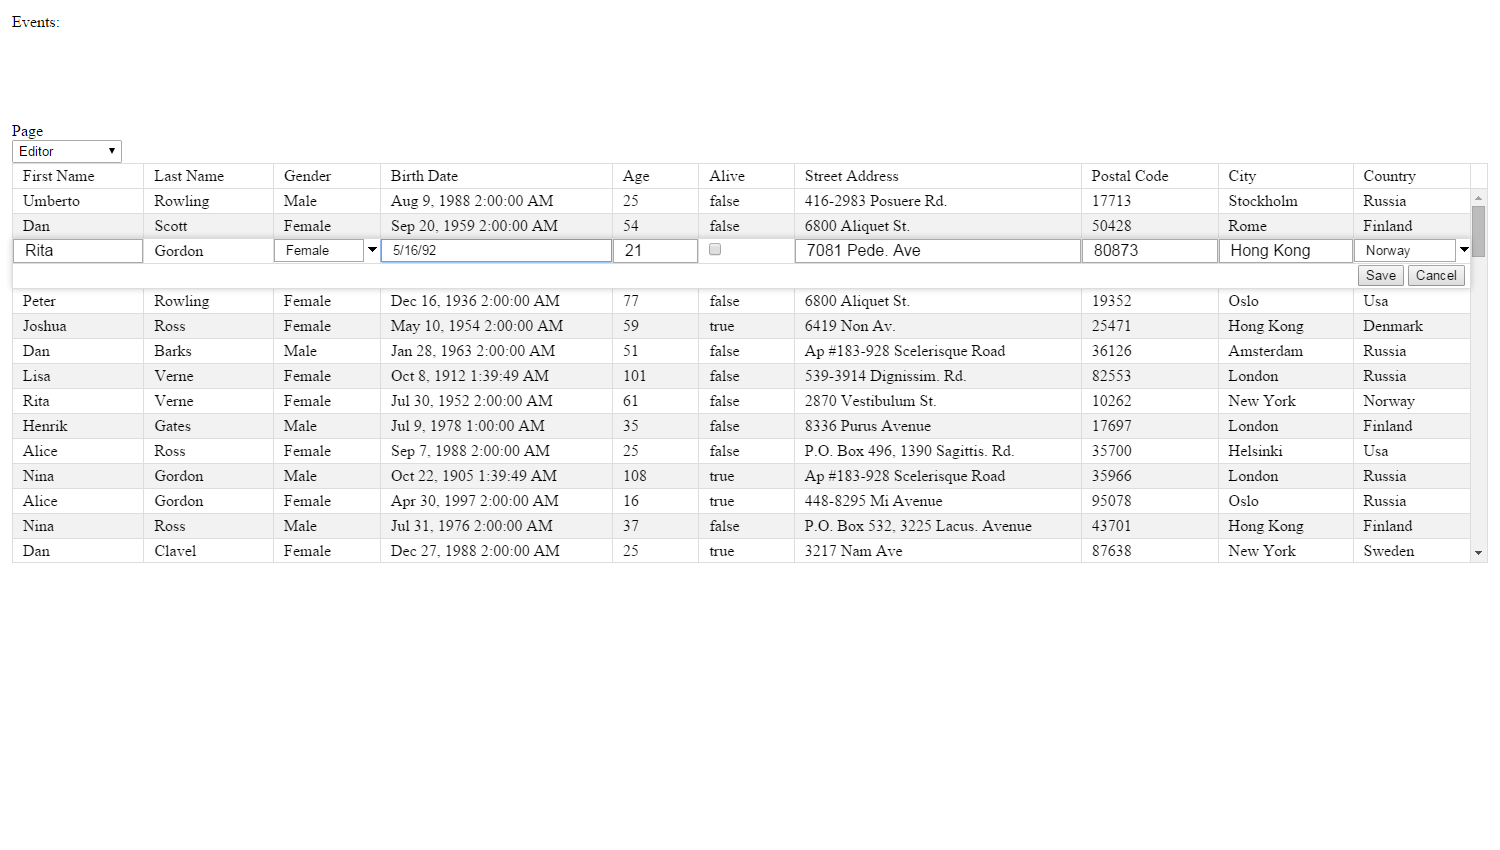 Events:
Page
Editor
First Name Last Name Gender Birth Date Age Alive Street Address Postal Code City Country
Umberto Rowling Male Aug 9, 1988 2:00:00 AM 25 false 416-2983 Posuere Rd. 17713 Stockholm Russia
Dan Scott Female Sep 20, 1959 2:00:00 AM 54 false 6800 Aliquet St. 50428 Rome Finland
Rita Gordon Female 5/16/92 21 7081 Pede. Ave 80873 Hong Kong Norway
Save Cancel
Peter Rowling Female Dec 16, 1936 2:00:00 AM 77 false 6800 Aliquet St. 19352 Oslo Usa
Joshua Ross Female May 10, 1954 2:00:00 AM 59 true 6419 Non Av. 25471 Hong Kong Denmark
Dan Barks Male Jan 28, 1963 2:00:00 AM 51 false Ap #183-928 Scelerisque Road 36126 Amsterdam Russia
Lisa Verne Female Oct 8, 1912 1:39:49 AM 101 false 539-3914 Dignissim. Rd. 82553 London Russia
Rita Verne Female Jul 30, 1952 2:00:00 AM 61 false 2870 Vestibulum St. 10262 New York Norway
Henrik Gates Male Jul 9, 1978 1:00:00 AM 35 false 8336 Purus Avenue 17697 London Finland
Alice Ross Female Sep 7, 1988 2:00:00 AM 25 false P.O. Box 496, 1390 Sagittis. Rd. 35700 Helsinki Usa
Nina Gordon Male Oct 22, 1905 1:39:49 AM 108 true Ap #183-928 Scelerisque Road 35966 London Russia
Alice Gordon Female Apr 30, 1997 2:00:00 AM 16 true 448-8295 Mi Avenue 95078 Oslo Russia
Nina Ross Male Jul 31, 1976 2:00:00 AM 37 false P.O. Box 532, 3225 Lacus. Avenue 43701 Hong Kong Finland
Dan Clavel Female Dec 27, 1988 2:00:00 AM 25 true 3217 Nam Ave 87638 New York Sweden